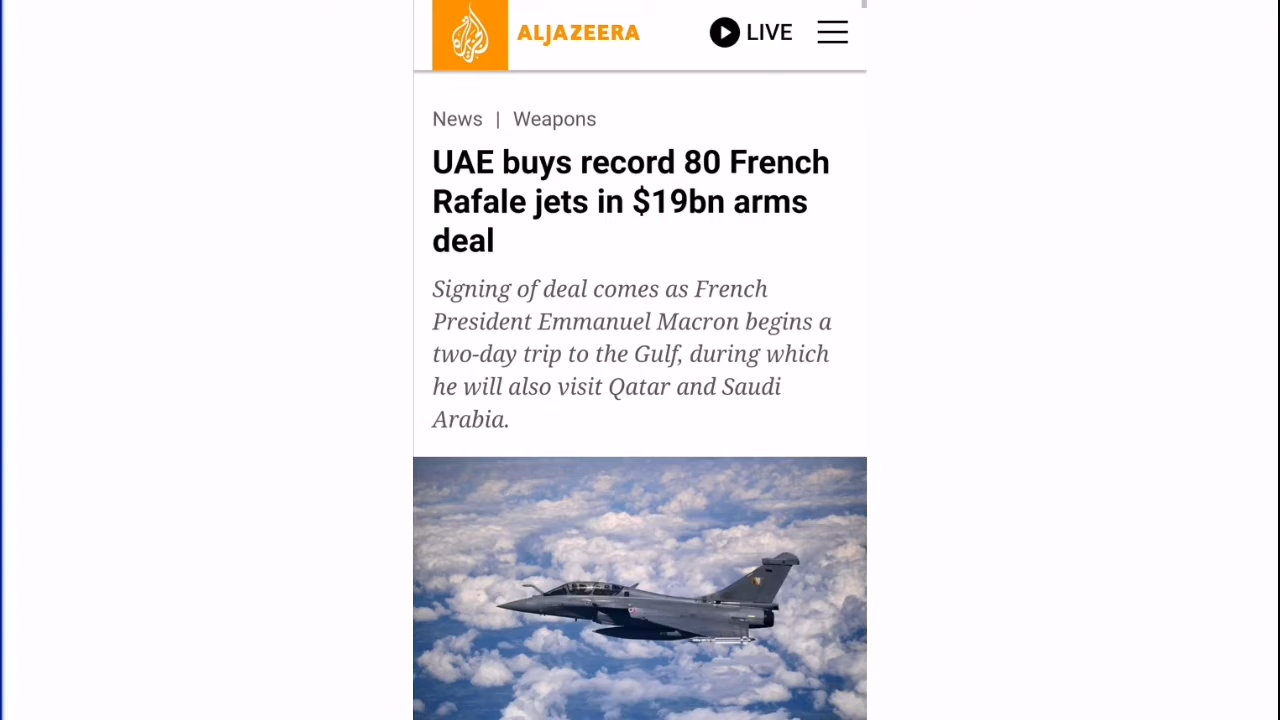 ALJAZEERA LIVE
News | Weapons
UAE buys record 80 French
Rafale jets in $19bn arms
deal
Signing of deal comes as French
President Emmanuel Macron begins a
two-day trip to the Gulf, during which
he will also visit Qatar and Saudi
Arabia.